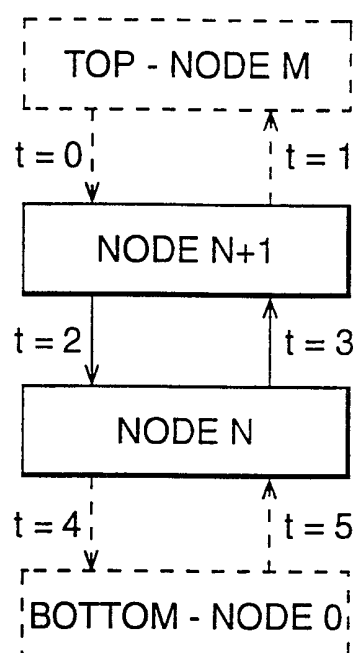 TOP - NODE M
t = 0
t = 1
NODE N+1
t = 2
t = 3
NODE N
t = 4
t = 5
BOTTOM - NODE 0